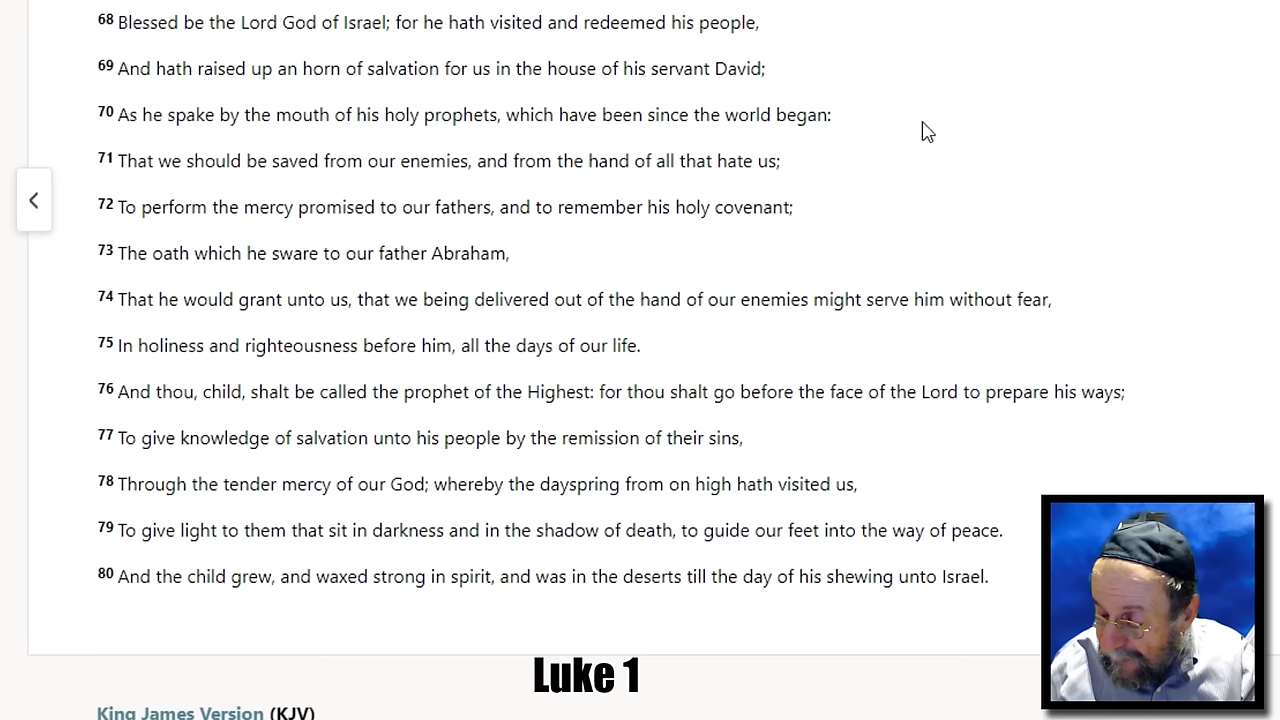 68 Blessed be the Lord God of Israel; for he hath visited and redeemed his people,
69 And hath raised up an horn of salvation for us in the house of his servant David;
70 As he spake by the mouth of his holy prophets, which have been since the world began:
71 That we should be saved from our enemies, and from the hand of all that hate us;
72 To perform the mercy promised to our fathers, and to remember his holy covenant;
73 The oath which he sware to our father Abraham,
74 That he would grant unto us, that we being delivered out of the hand of our enemies might serve him without fear,
75 In holiness and righteousness before him, all the days of our life.
76 And thou, child, shalt be called the prophet of the Highest: for thou shalt go before the face of the Lord to prepare his ways;
77 To give knowledge of salvation unto his people by the remission of their sins,
78 Through the tender mercy of our God; whereby the dayspring from on high hath visited us,
79 To give light to them that sit in darkness and in the shadow of death, to guide our feet into the way of peace.
80 And the child grew, and waxed strong in spirit, and was in the deserts till the day of his shewing unto Israel.
Luke 1
King James Version (KJV)